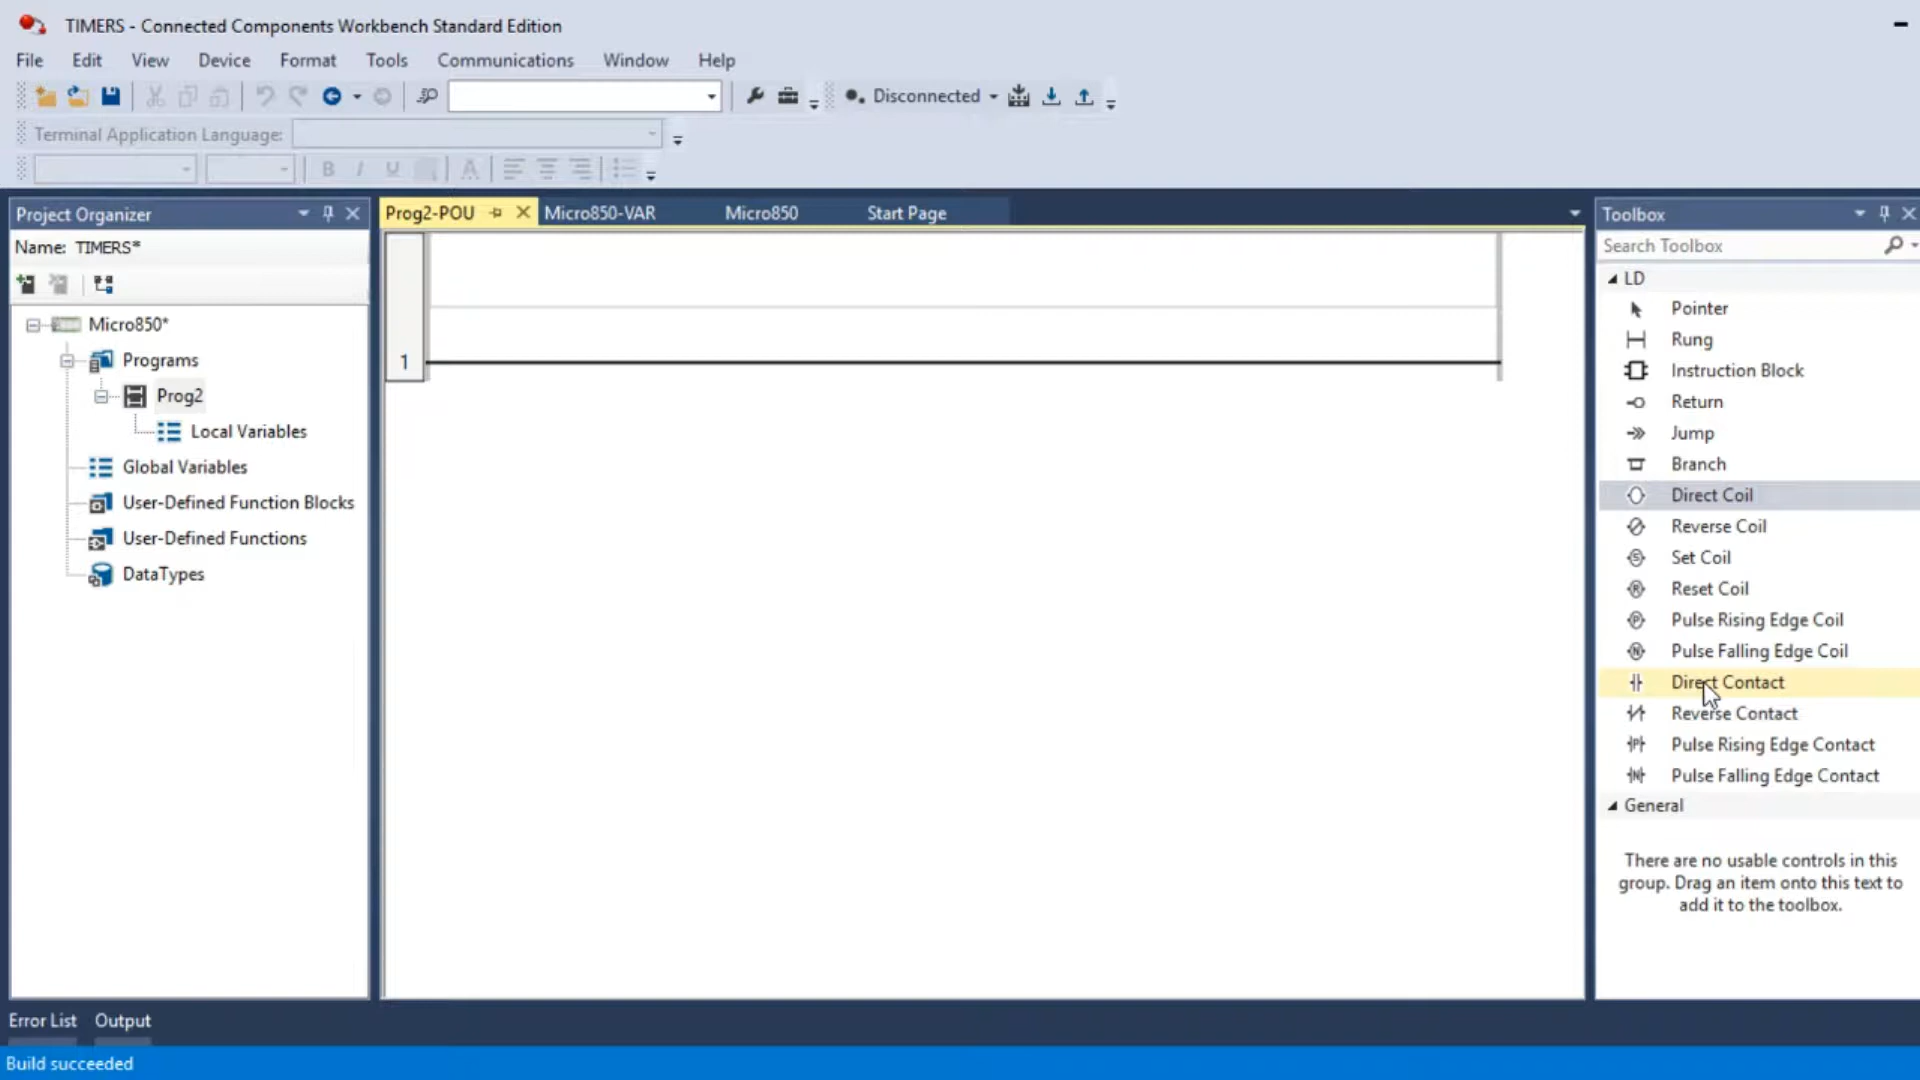 TIMERS - Connected Components Workbench Standard Edition
File Edit View Device Format Tools Communications Window Help
Disconnected
Terminal Application Language:
B I U A
Project Organizer
Name: TIMERS*
Micro850*
Programs
Prog2
Local Variables
Global Variables
User-Defined Function Blocks
User-Defined Functions
DataTypes
Prog2-POU Micro850-VAR Micro850 Start Page
1
Toolbox
Search Toolbox
LD
Pointer
Rung
Instruction Block
Return
Jump
Branch
Direct Coil
Reverse Coil
Set Coil
Reset Coil
Pulse Rising Edge Coil
Pulse Falling Edge Coil
Direct Contact
Reverse Contact
Pulse Rising Edge Contact
Pulse Falling Edge Contact
General
There are no usable controls in this
group. Drag an item onto this text to
add it to the toolbox.
Error List Output
Build succeeded